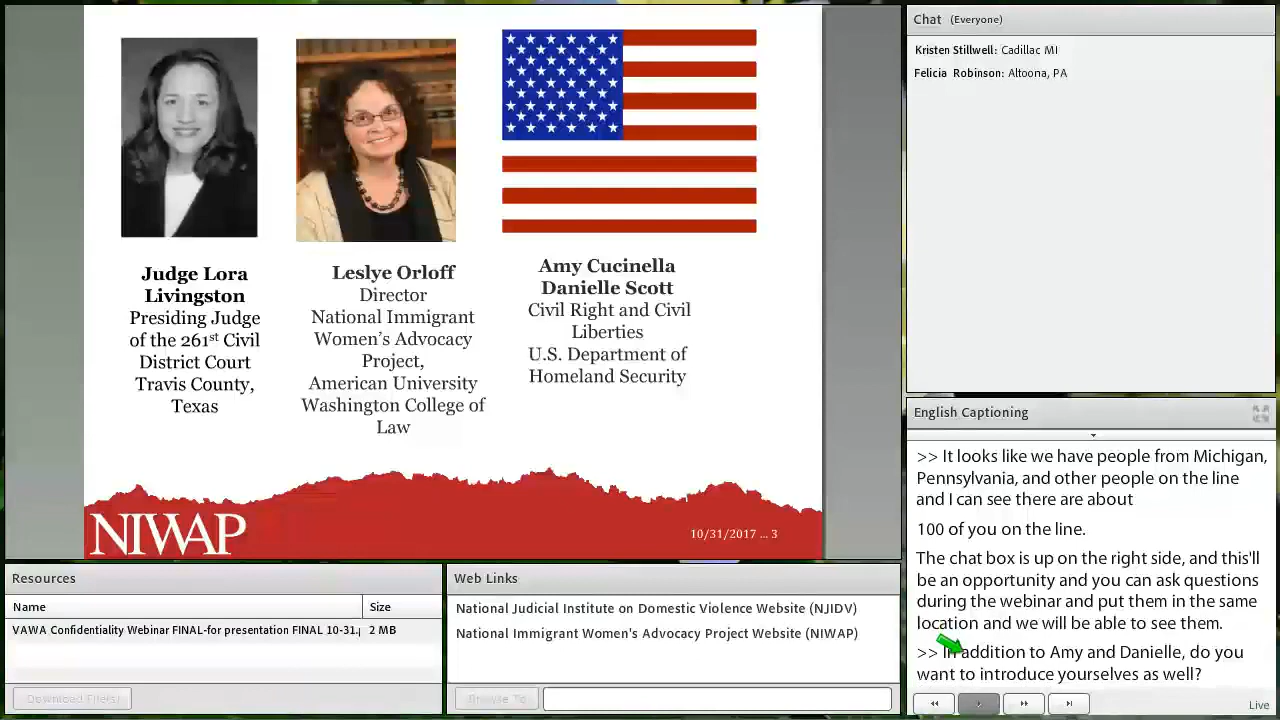 Judge Lora
Livingston
Presiding Judge
of the 261st Civil
District Court
Travis County,
Texas
Leslye Orloff
Director
National Immigrant
Women’s Advocacy
Project,
American University
Washington College of
Law
Amy Cucinella
Danielle Scott
Civil Right and Civil
Liberties
U.S. Department of
Homeland Security
NIWAP
10/31/2017 ... 3
Chat (Everyone)
Kristen Stillwell: Cadillac MI
Felicia Robinson: Altoona, PA
English Captioning
>> It looks like we have people from Michigan,
Pennsylvania, and other people on the line
and I can see there are about
100 of you on the line.
The chat box is up on the right side, and this'll
be an opportunity and you can ask questions
during the webinar and put them in the same
location and we will be able to see them.
>> In addition to Amy and Danielle, do you
want to introduce yourselves as well?
Live
Resources
Name Size
VAWA Confidentiality Webinar FINAL-for presentation FINAL 10-31.p 2 MB
Download File(s)
Web Links
National Judicial Institute on Domestic Violence Website (NJIDV)
National Immigrant Women's Advocacy Project Website (NIWAP)
Browse To